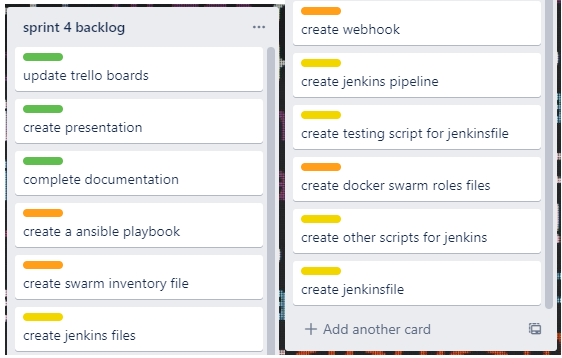 sprint 4 backlog
update trello boards
create presentation
complete documentation
create a ansible playbook
create swarm inventory file
create jenkins files
create webhook
create jenkins pipeline
create testing script for jenkinsfile
create docker swarm roles files
create other scripts for jenkins
create jenkinsfile
+ Add another card